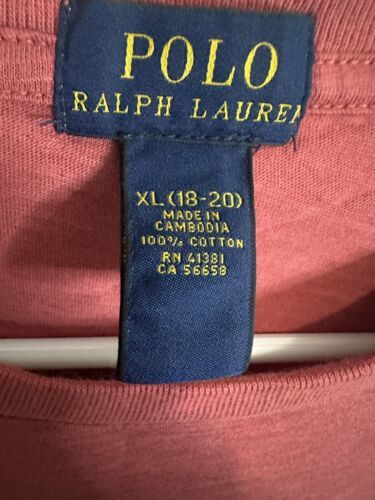 POLO
RALPH LAUREN
XL (18-20)
MADE IN
CAMBODIA
100% COTTON
RN 41381
CA 56658